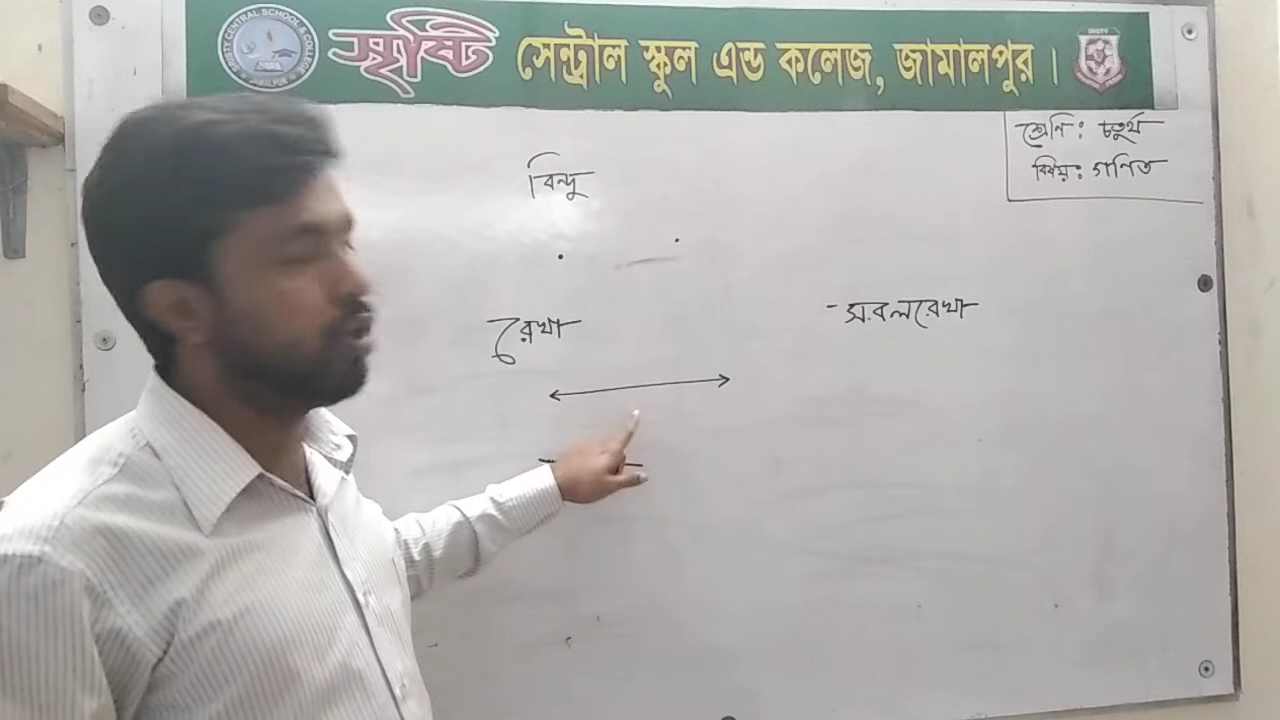 সৃষ্টি সেন্ট্রাল স্কুল এন্ড কলেজ, জামালপুর।
শ্রেণি: চতুর্থ
বিষয়: গণিত
বিন্দু
রেখা
- সরলরেখা